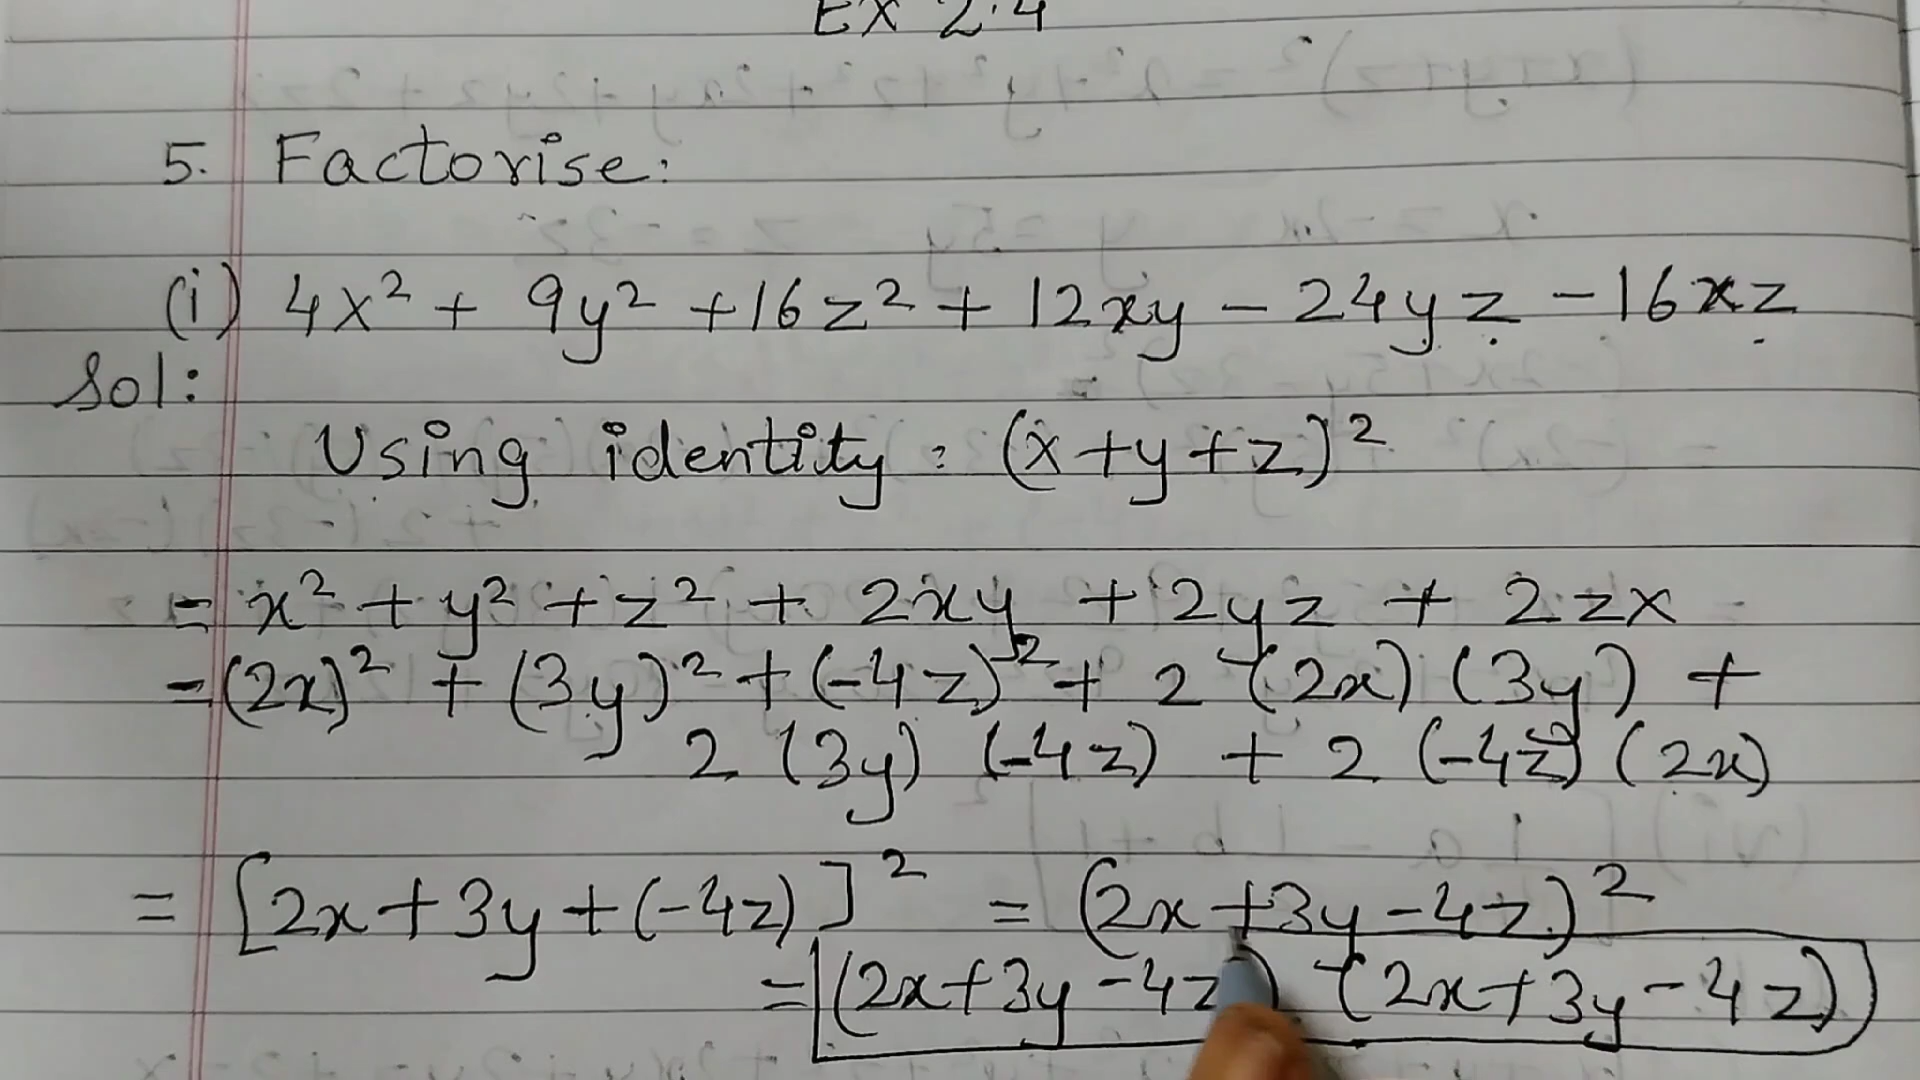 Ex 2.4
5. Factorise:
(i) 4x² + 9y² + 16z² + 12xy - 24yz - 16xz
Sol:
Using identity: (x+y+z)²
= x² + y² + z² + 2xy + 2yz + 2zx
= (2x)² + (3y)² + (-4z)² + 2 (2x) (3y) +
2 (3y) (-4z) + 2 (-4z) (2x)
= [2x + 3y + (-4z)]² = (2x + 3y - 4z)²
= (2x + 3y - 4z) (2x + 3y - 4z)